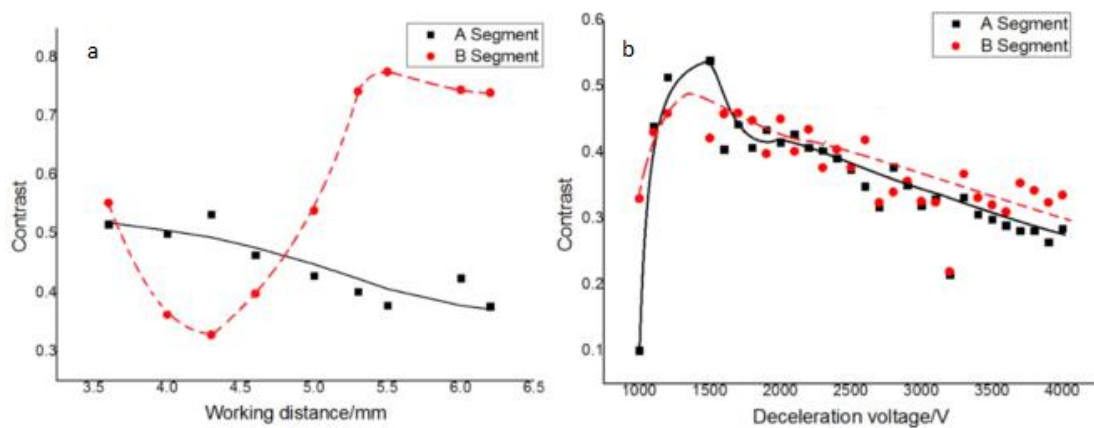 a
A Segment
B Segment
Contrast
0.8
0.7
0.6
0.5
0.4
0.3
3.5
4.0
4.5
5.0
5.5
6.0
6.5
Working distance/mm
b
A Segment
B Segment
Contrast
0.6
0.5
0.4
0.3
0.2
0.1
1000
1500
2000
2500
3000
3500
4000
Deceleration voltage/V